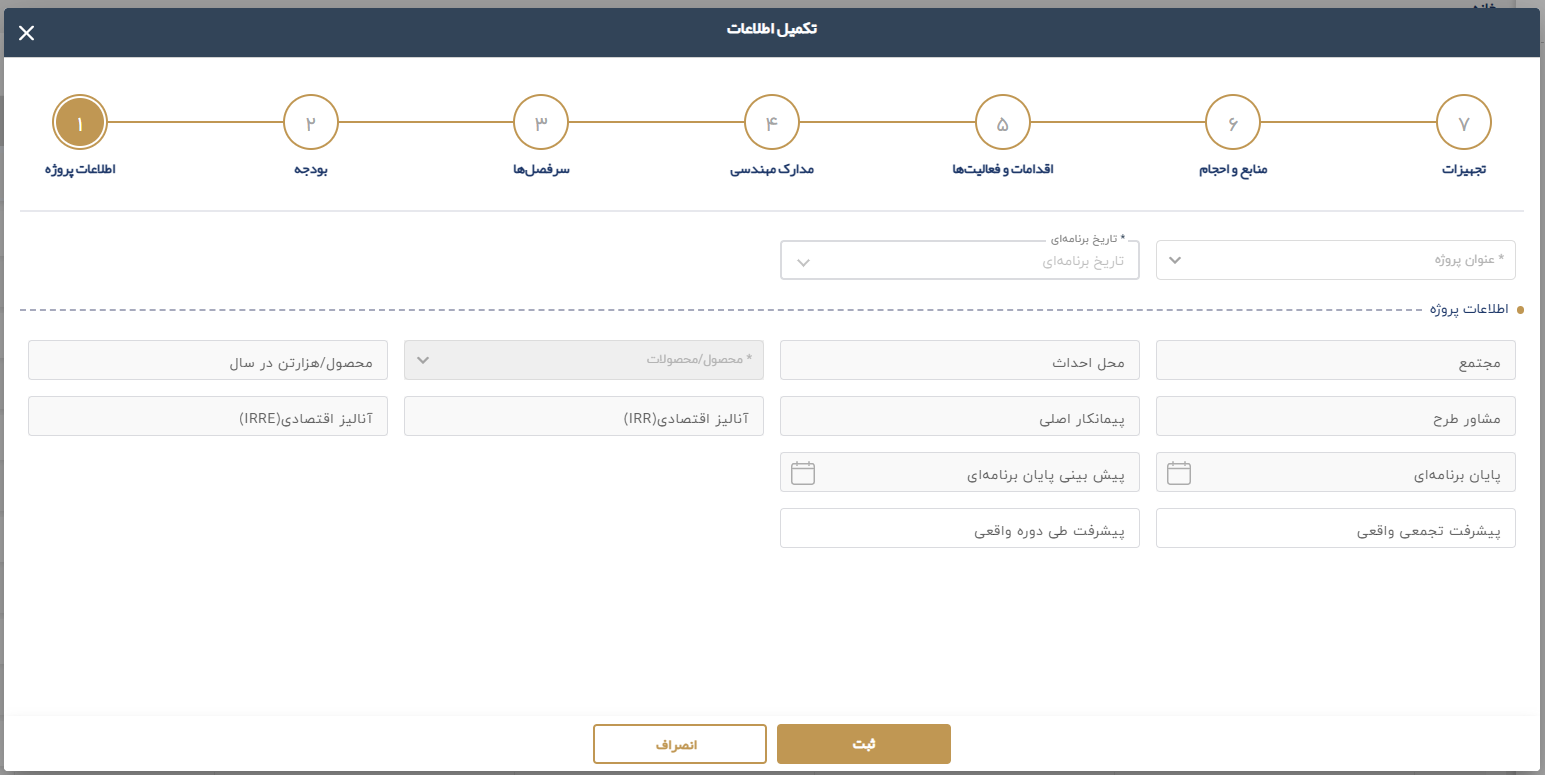 تکمیل اطلاعات
۱
۲
۳
۴
۵
۶
۷
اطلاعات پروژه
بودجه
سرفصل‌ها
مدارک مهندسی
اقدامات و فعالیت‌ها
منابع و احجام
تجهیزات
* عنوان پروژه
* تاریخ برنامه‌ای
تاریخ برنامه‌ای
اطلاعات پروژه
مجتمع
محل احداث
* محصول/محصولات
محصول/هزارتن در سال
مشاور طرح
پیمانکار اصلی
آنالیز اقتصادی(IRR)
آنالیز اقتصادی(IRRE)
پایان برنامه‌ای
پیش بینی پایان برنامه‌ای
پیشرفت تجمعی واقعی
پیشرفت طی دوره واقعی
ثبت
انصراف